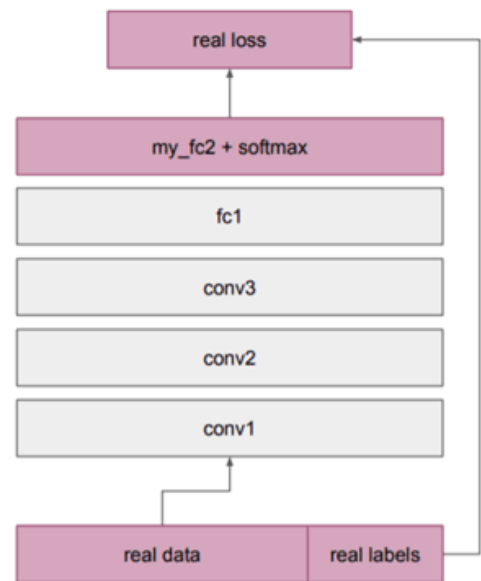 real loss
my_fc2 + softmax
fc1
conv3
conv2
conv1
real data
real labels